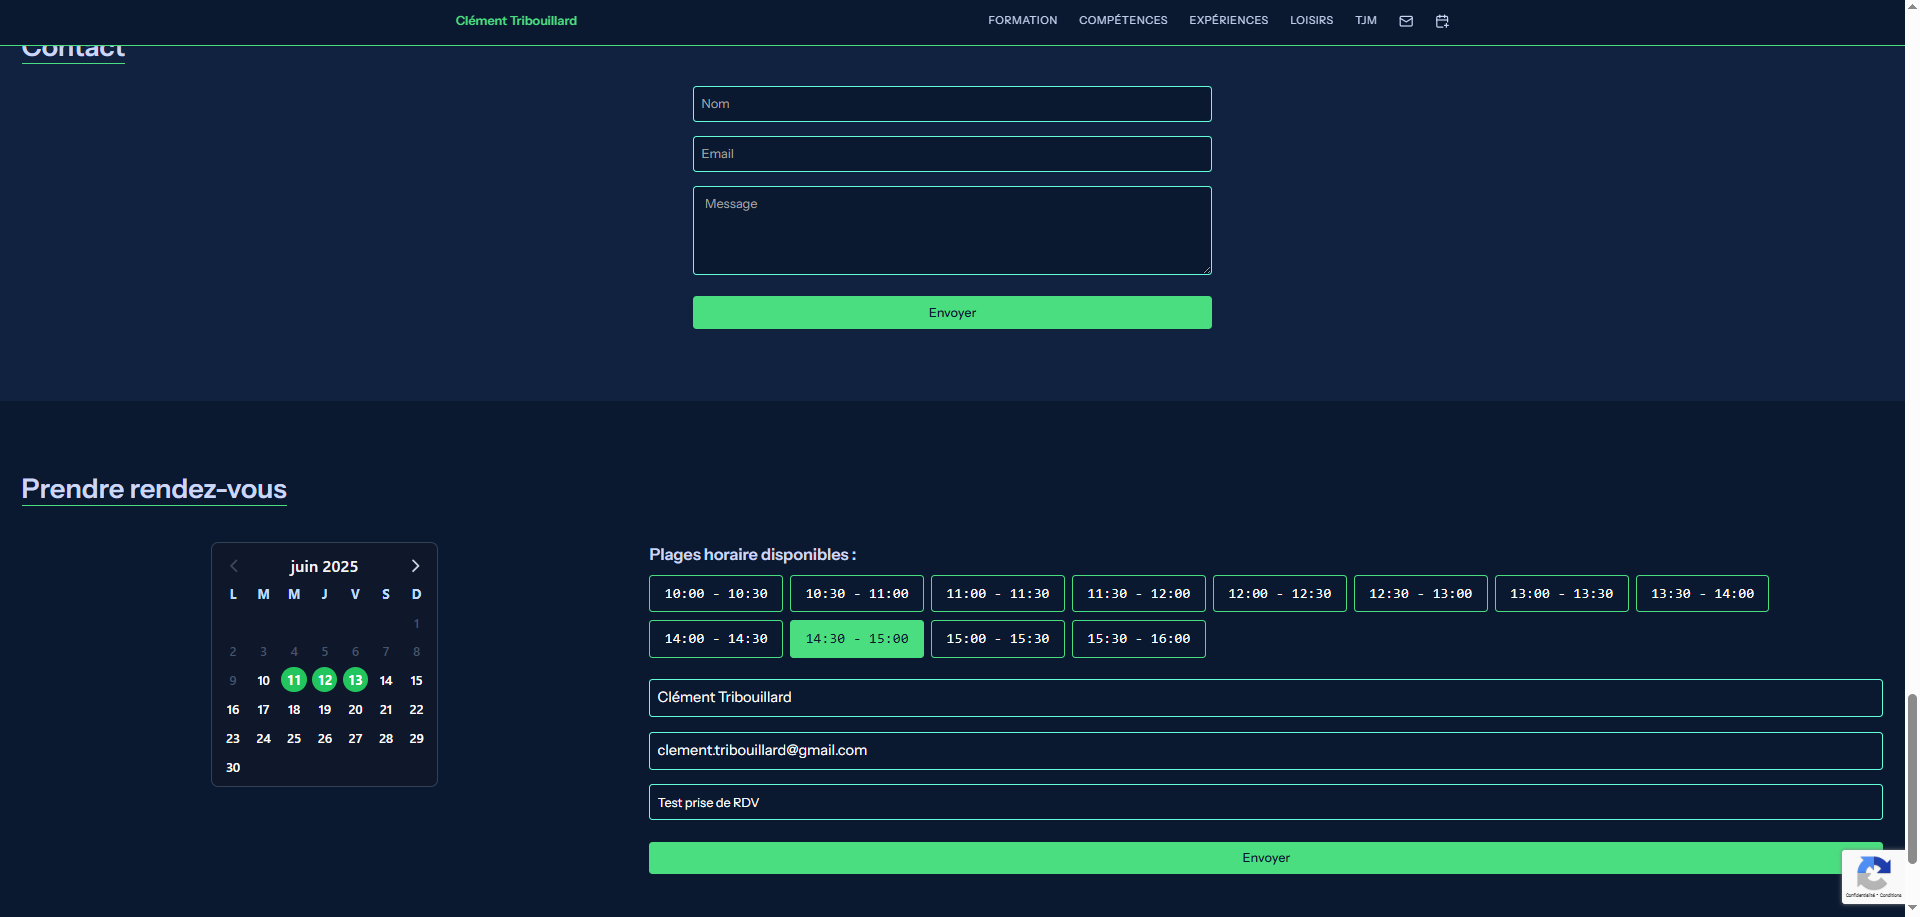 Clément Tribouillard
FORMATION COMPÉTENCES EXPÉRIENCES LOISIRS TJM
Contact
Nom
Email
Message
Envoyer
Prendre rendez-vous
juin 2025
L M M J V S D
1
2 3 4 5 6 7 8
9 10 11 12 13 14 15
16 17 18 19 20 21 22
23 24 25 26 27 28 29
30
Plages horaire disponibles :
10:00 - 10:30 10:30 - 11:00 11:00 - 11:30 11:30 - 12:00 12:00 - 12:30 12:30 - 13:00 13:00 - 13:30 13:30 - 14:00
14:00 - 14:30 14:30 - 15:00 15:00 - 15:30 15:30 - 16:00
Clément Tribouillard
clement.tribouillard@gmail.com
Test prise de RDV
Envoyer
Confidentialité - Conditions